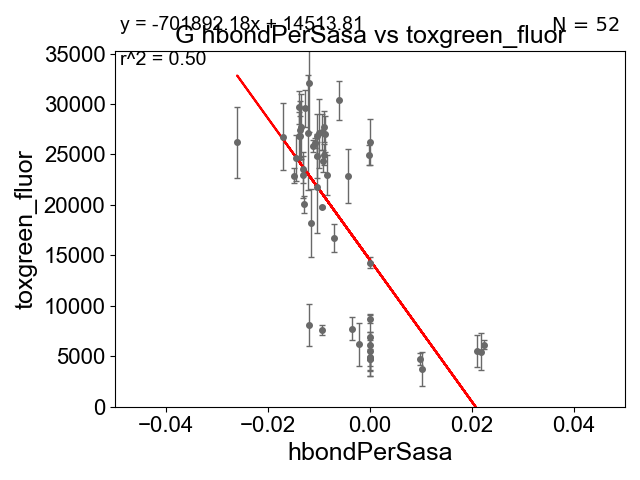 y = -701892.18x + 14513.81
N = 52
G hbondPerSasa vs toxgreen_fluor
r^2 = 0.50
35000
30000
25000
20000
15000
10000
5000
0
toxgreen_fluor
−0.04 −0.02 0.00 0.02 0.04
hbondPerSasa